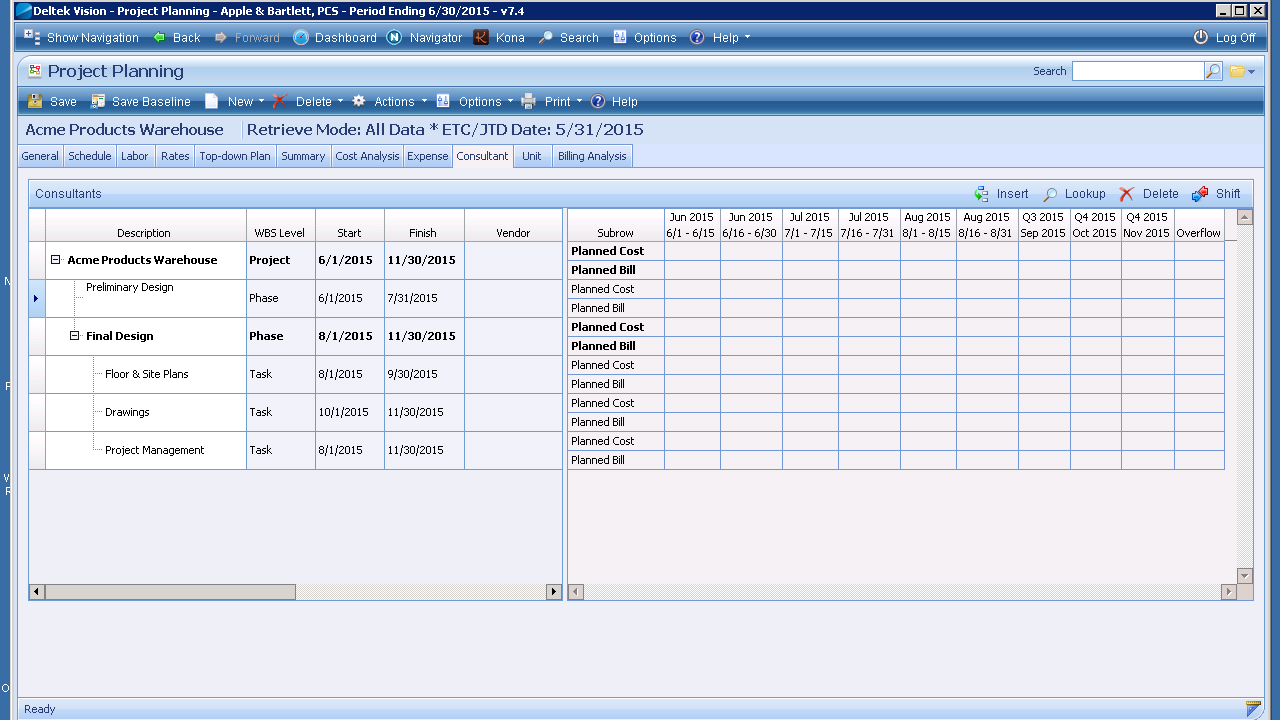 Deltek Vision - Project Planning - Apple & Bartlett, PCS - Period Ending 6/30/2015 - v7.4
Show Navigation Back Forward Dashboard Navigator Kona Search Options Help Log Off
Project Planning Search
Save Save Baseline New Delete Actions Options Print Help
Acme Products Warehouse Retrieve Mode: All Data * ETC/JTD Date: 5/31/2015
General Schedule Labor Rates Top-down Plan Summary Cost Analysis Expense Consultant Unit Billing Analysis
Consultants Insert Lookup Delete Shift
Jun 2015 Jun 2015 Jul 2015 Jul 2015 Aug 2015 Aug 2015 Q3 2015 Q4 2015 Q4 2015
Description WBS Level Start Finish Vendor Subrow 6/1 - 6/15 6/16 - 6/30 7/1 - 7/15 7/16 - 7/31 8/1 - 8/15 8/16 - 8/31 Sep 2015 Oct 2015 Nov 2015 Overflow
Acme Products Warehouse Project 6/1/2015 11/30/2015 Planned Cost
Planned Bill
Preliminary Design Phase 6/1/2015 7/31/2015 Planned Cost
Planned Bill
Final Design Phase 8/1/2015 11/30/2015 Planned Cost
Planned Bill
Floor & Site Plans Task 8/1/2015 9/30/2015 Planned Cost
Planned Bill
Drawings Task 10/1/2015 11/30/2015 Planned Cost
Planned Bill
Project Management Task 8/1/2015 11/30/2015 Planned Cost
Planned Bill
Ready